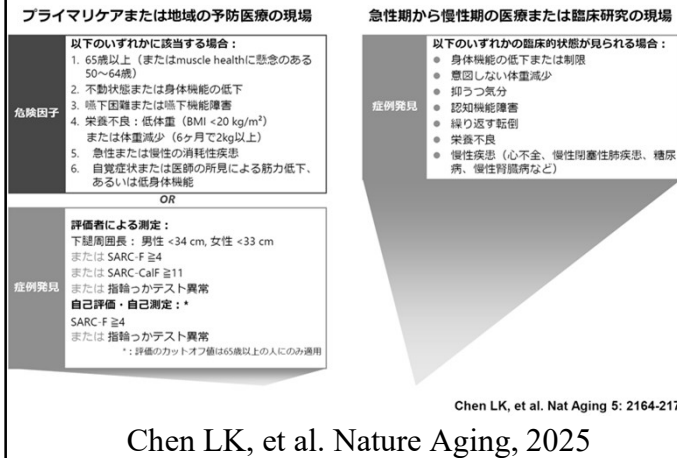 プライマリケアまたは地域の予防医療の現場
危険因子
以下のいずれかに該当する場合：
1. 65歳以上（またはmuscle healthに懸念のある
50～64歳）
2. 不動状態または身体機能の低下
3. 嚥下困難または嚥下機能障害
4. 栄養不良：低体重（BMI <20 kg/m²）
または体重減少（6ヶ月で2kg以上）
5. 急性または慢性の消耗性疾患
6. 自覚症状または医師の所見による筋力低下、
あるいは低身体機能
OR
症例発見
評価者による測定：
下腿周囲長： 男性 <34 cm, 女性 <33 cm
または SARC-F ≧4
または SARC-CalF ≧11
または 指輪っかテスト異常
自己評価・自己測定：*
SARC-F ≧4
または 指輪っかテスト異常
*：評価のカットオフ値は65歳以上の人にのみ適用
急性期から慢性期の医療または臨床研究の現場
症例発見
以下のいずれかの臨床的状態が見られる場合：
● 身体機能の低下または制限
● 意図しない体重減少
● 抑うつ気分
● 認知機能障害
● 繰り返す転倒
● 栄養不良
● 慢性疾患（心不全、慢性閉塞性肺疾患、糖尿
病、慢性腎臓病など）
Chen LK, et al. Nat Aging 5: 2164-217
Chen LK, et al. Nature Aging, 2025